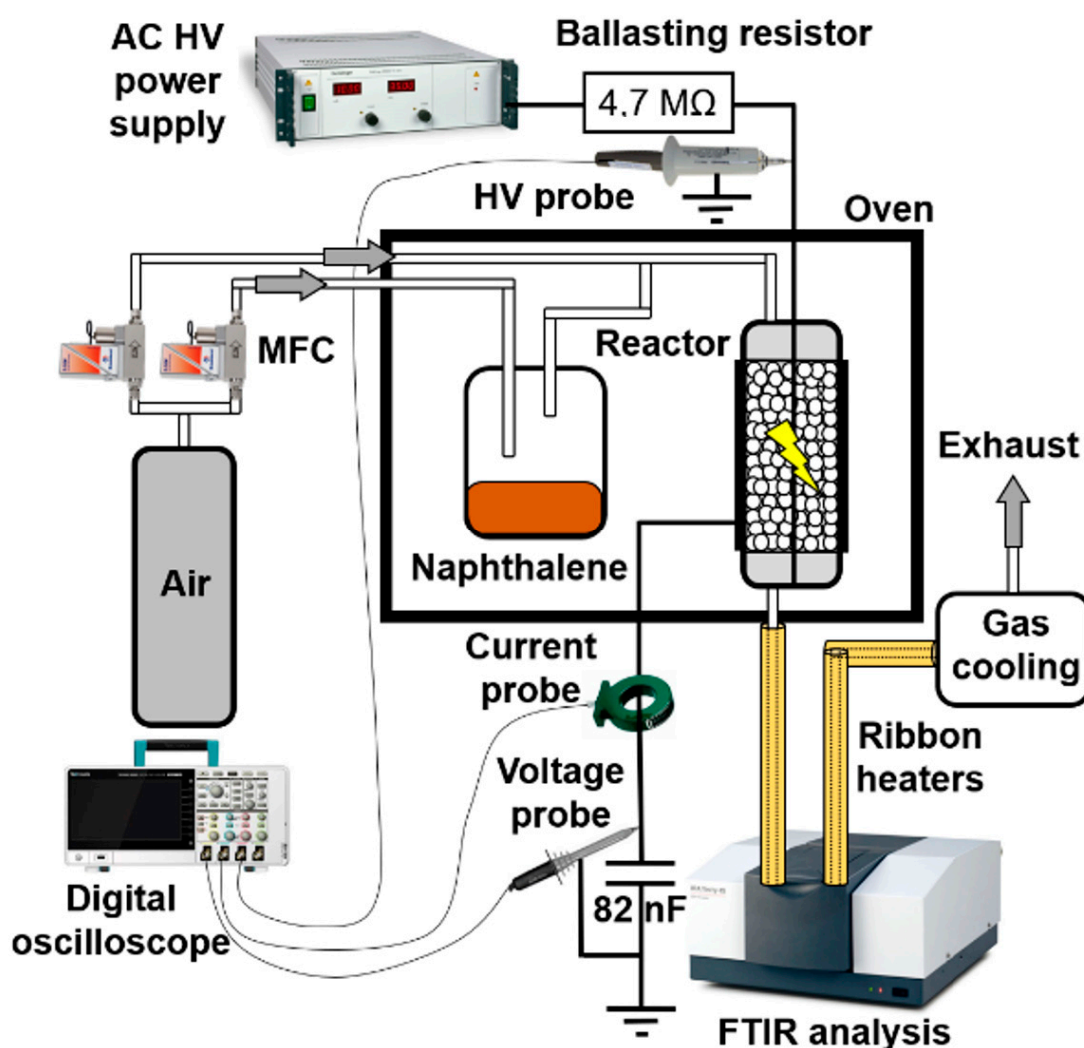 AC HV
power
supply
Ballasting resistor
4,7 MΩ
HV probe
Oven
MFC
Reactor
Exhaust
Naphthalene
Air
Gas
cooling
Current
probe
Ribbon
heaters
Voltage
probe
82 nF
Digital
oscilloscope
FTIR analysis